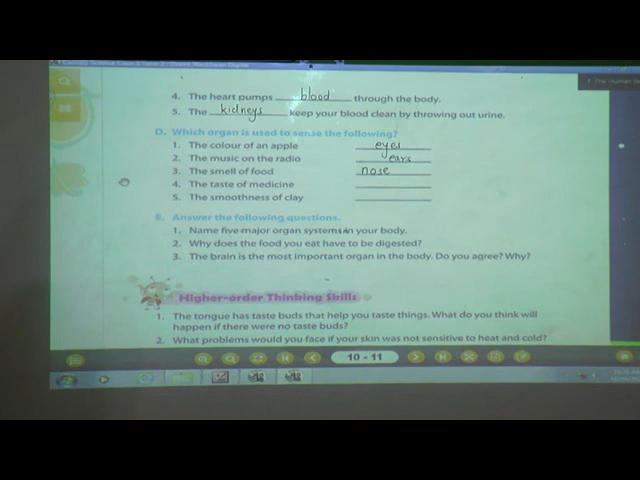 4. The heart pumps blood through the body.
5. The kidneys keep your blood clean by throwing out urine.
D. Which organ is used to sense the following?
1. The colour of an apple eyes
2. The music on the radio ears
3. The smell of food nose
4. The taste of medicine
5. The smoothness of clay
E. Answer the following questions.
1. Name five major organ systems in your body.
2. Why does the food you eat have to be digested?
3. The brain is the most important organ in the body. Do you agree? Why?
Higher-order Thinking Skills
1. The tongue has taste buds that help you taste things. What do you think will
happen if there were no taste buds?
2. What problems would you face if your skin was not sensitive to heat and cold?
10 - 11